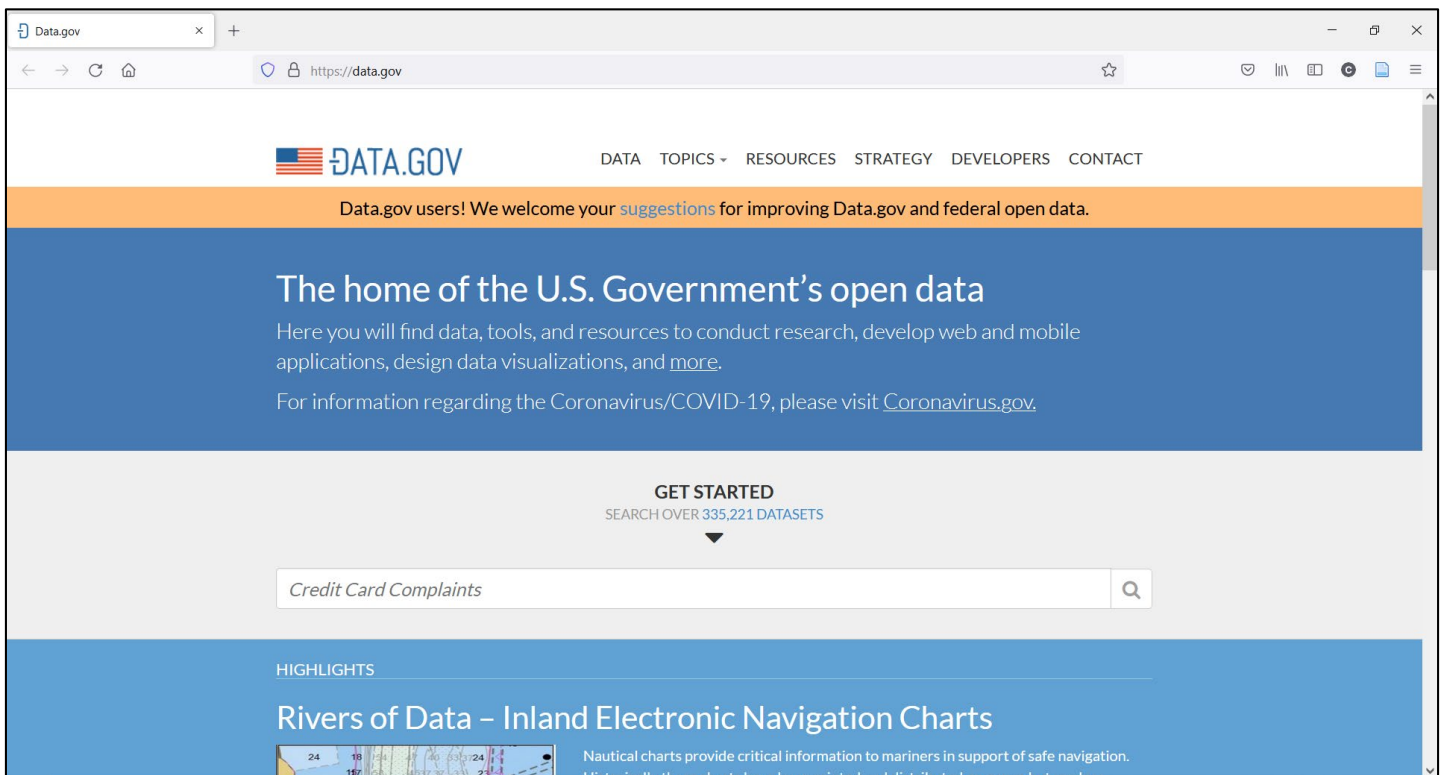 Data.gov
https://data.gov
DATA.GOV
DATA TOPICS RESOURCES STRATEGY DEVELOPERS CONTACT
Data.gov users! We welcome your suggestions for improving Data.gov and federal open data.
The home of the U.S. Government’s open data
Here you will find data, tools, and resources to conduct research, develop web and mobile
applications, design data visualizations, and more.
For information regarding the Coronavirus/COVID-19, please visit Coronavirus.gov.
GET STARTED
SEARCH OVER 335,221 DATASETS
Credit Card Complaints
HIGHLIGHTS
Rivers of Data – Inland Electronic Navigation Charts
Nautical charts provide critical information to mariners in support of safe navigation.